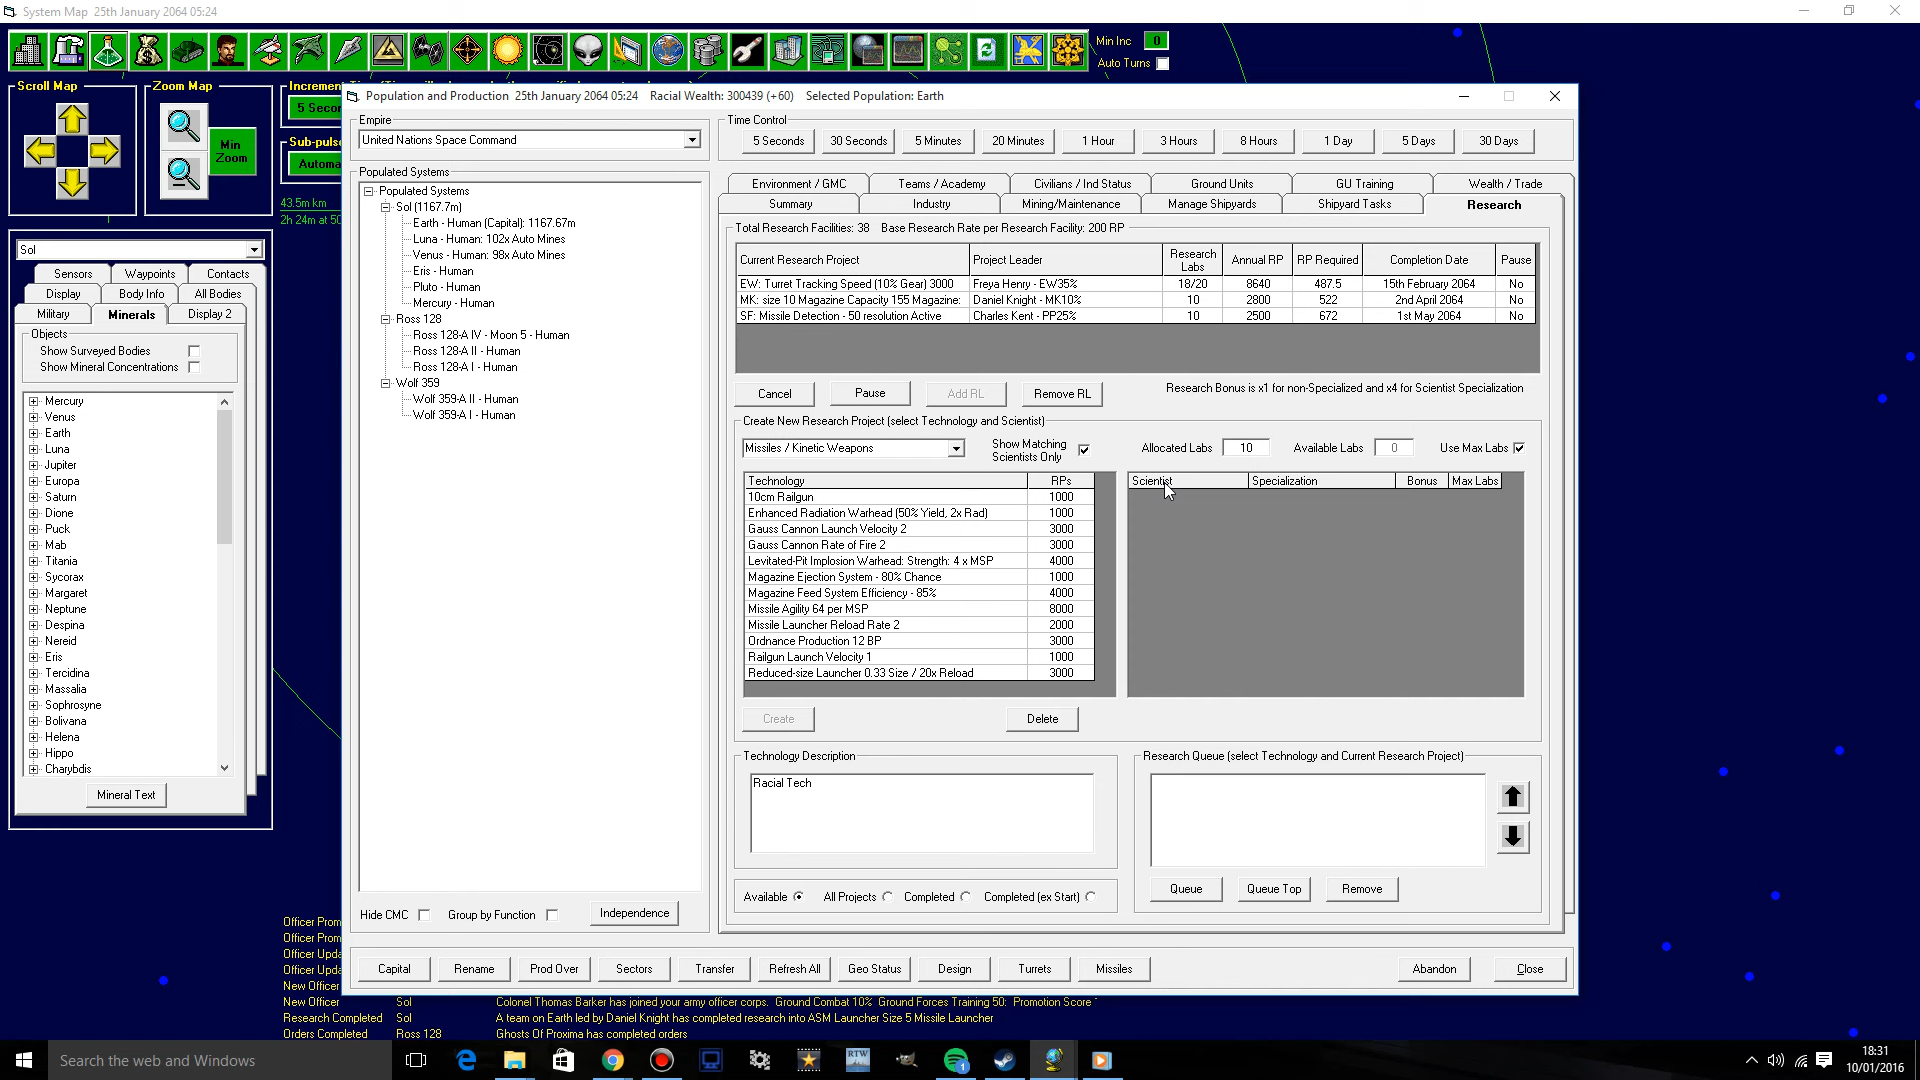 System Map  25th January 2064 05:24
Min Inc 0
Auto Turns
Scroll Map
Zoom Map
Min Zoom
Increment
5 Secon
Sub-pulse
Automa
43.5m km
2h 24m at 50
Population and Production  25th January 2064 05:24  Racial Wealth: 300439 (+60)  Selected Population: Earth
Empire
United Nations Space Command
Populated Systems
Populated Systems
Sol (1167.7m)
Earth - Human (Capital): 1167.67m
Luna - Human: 102x Auto Mines
Venus - Human: 98x Auto Mines
Eris - Human
Pluto - Human
Mercury - Human
Ross 128
Ross 128-A IV - Moon 5 - Human
Ross 128-A II - Human
Ross 128-A I - Human
Wolf 359
Wolf 359-A II - Human
Wolf 359-A I - Human
Hide CMC
Group by Function
Independence
Time Control
5 Seconds 30 Seconds 5 Minutes 20 Minutes 1 Hour 3 Hours 8 Hours 1 Day 5 Days 30 Days
Environment / GMC Teams / Academy Civilians / Ind Status Ground Units GU Training Wealth / Trade
Summary Industry Mining/Maintenance Manage Shipyards Shipyard Tasks Research
Total Research Facilities: 38  Base Research Rate per Research Facility: 200 RP
Current Research Project Project Leader Research Labs Annual RP RP Required Completion Date Pause
EW: Turret Tracking Speed (10% Gear) 3000 Freya Henry - EW35% 18/20 8640 487.5 15th February 2064 No
MK: size 10 Magazine Capacity 155 Magazine: Daniel Knight - MK10% 10 2800 522 2nd April 2064 No
SF: Missile Detection - 50 resolution Active Charles Kent - PP25% 10 2500 672 1st May 2064 No
Cancel Pause Add RL Remove RL
Research Bonus is x1 for non-Specialized and x4 for Scientist Specialization
Create New Research Project (select Technology and Scientist)
Missiles / Kinetic Weapons
Show Matching Scientists Only
Allocated Labs 10
Available Labs 0
Use Max Labs
Technology RPs
10cm Railgun 1000
Enhanced Radiation Warhead (50% Yield, 2x Rad) 1000
Gauss Cannon Launch Velocity 2 3000
Gauss Cannon Rate of Fire 2 3000
Levitated-Pit Implosion Warhead: Strength: 4 x MSP 4000
Magazine Ejection System - 80% Chance 1000
Magazine Feed System Efficiency - 85% 4000
Missile Agility 64 per MSP 8000
Missile Launcher Reload Rate 2 2000
Ordnance Production 12 BP 3000
Railgun Launch Velocity 1 1000
Reduced-size Launcher 0.33 Size / 20x Reload 3000
Scientist Specialization Bonus Max Labs
Create Delete
Technology Description
Racial Tech
Research Queue (select Technology and Current Research Project)
Queue Queue Top Remove
Available All Projects Completed Completed (ex Start)
Capital Rename Prod Over Sectors Transfer Refresh All Geo Status Design Turrets Missiles Abandon Close
Sol
Sensors Waypoints Contacts
Display Body Info All Bodies
Military Minerals Display 2
Objects
Show Surveyed Bodies
Show Mineral Concentrations
Mercury
Venus
Earth
Luna
Jupiter
Europa
Saturn
Dione
Puck
Mab
Titania
Sycorax
Margaret
Neptune
Despina
Nereid
Eris
Tercidina
Massalia
Sophrosyne
Bolivana
Helena
Hippo
Charybdis
Mineral Text
Officer Prom
Officer Prom
Officer Upda
Officer Upda
New Officer
New Officer Sol Colonel Thomas Barker has joined your army officer corps.  Ground Combat 10%  Ground Forces Training 50:  Promotion Score
Research Completed Sol A team on Earth led by Daniel Knight has completed research into ASM Launcher Size 5 Missile Launcher
Orders Completed Ross 128 Ghosts Of Proxima has completed orders
Search the web and Windows
RTW
1
18:31
10/01/2016